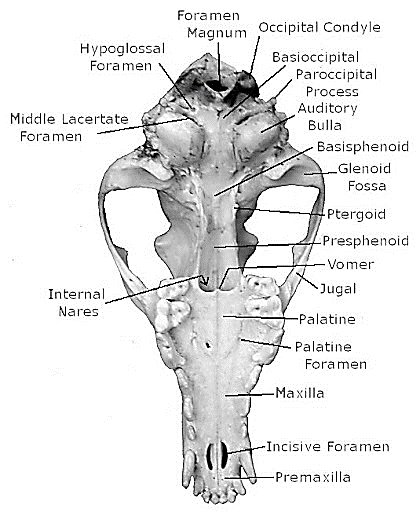 Foramen
Magnum
Occipital Condyle
Hypoglossal
Foramen
Basioccipital
Paroccipital
Process
Middle Lacertate
Foramen
Auditory
Bulla
Basisphenoid
Glenoid
Fossa
Ptergoid
Presphenoid
Vomer
Internal
Nares
Jugal
Palatine
Palatine
Foramen
Maxilla
Incisive Foramen
Premaxilla